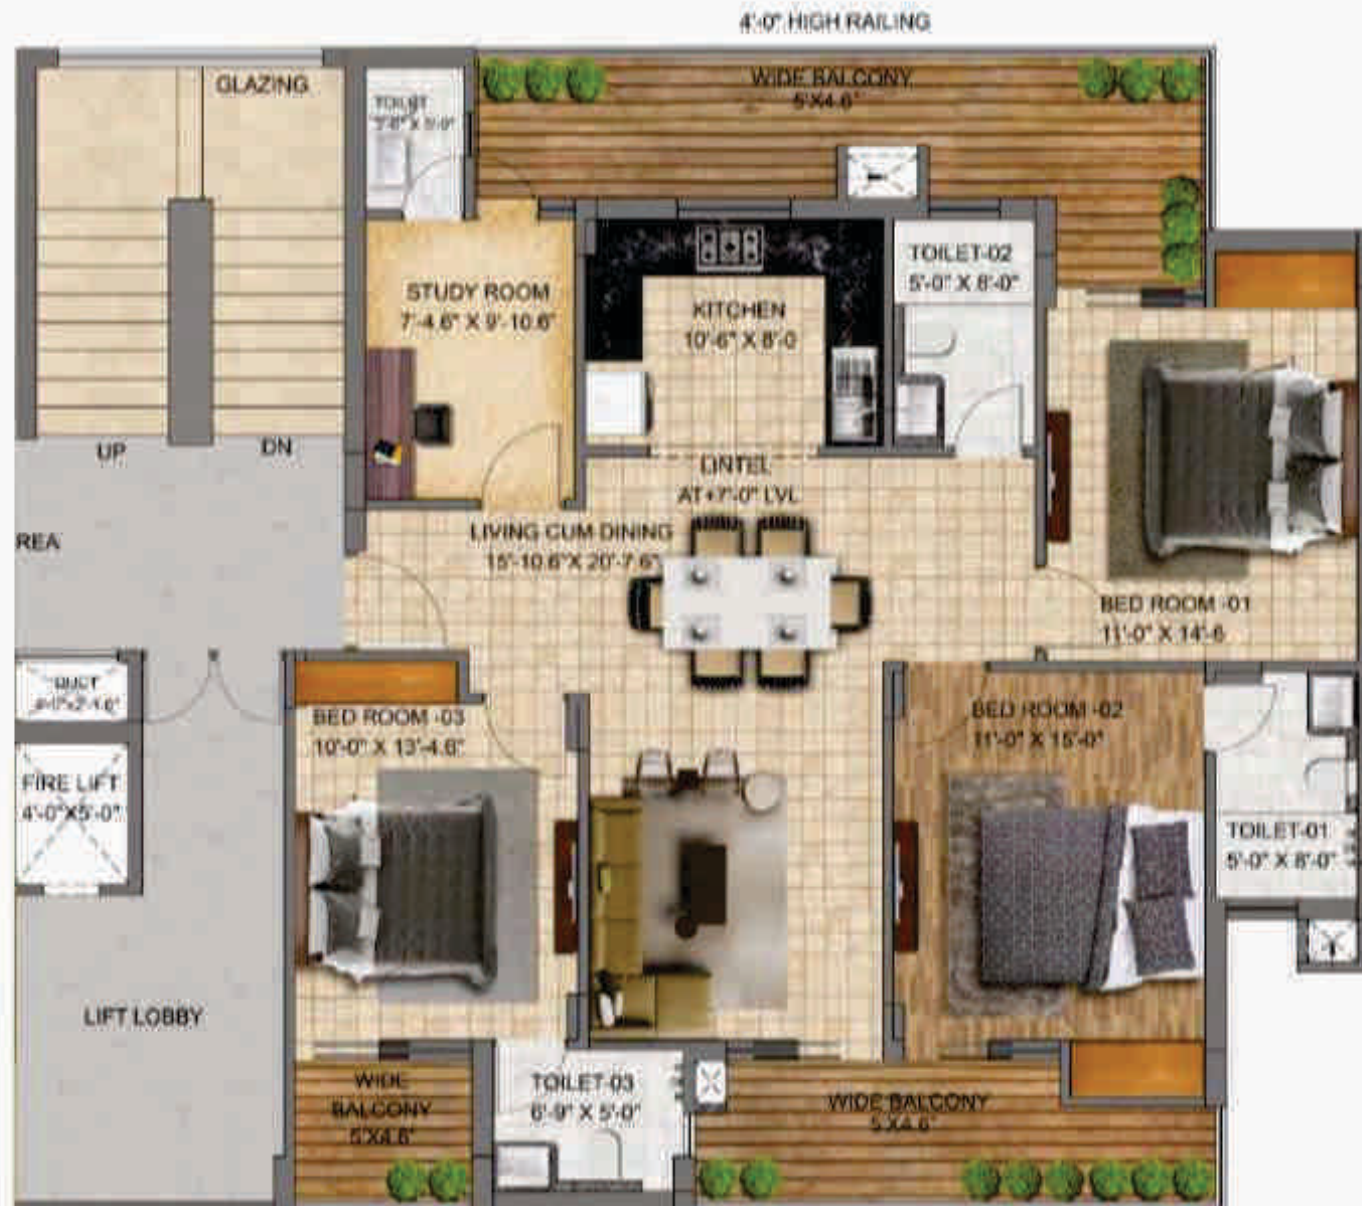 4'-0" HIGH RAILING
GLAZING
WIDE BALCONY
5'X4.6"
TOILET
STUDY ROOM
7'-4.6" X 9'-10.6"
KITCHEN
10'-6" X 8'-0
TOILET-02
5'-0" X 8'-0"
UP
DN
LINTEL
AT+7'-0" LVL
REA
LIVING CUM DINING
15'-10.6"X 20'-7.6"
BED ROOM -01
11'-0" X 14'-6
DUCT
BED ROOM -03
10'-0" X 13'-4.6"
BED ROOM -02
11'-0" X 15'-0"
FIRE LIFT
4'-0"X5'-0"
TOILET-01
5'-0" X 8'-0"
LIFT LOBBY
WIDE
BALCONY
5'X4.6"
TOILET-03
6'-9" X 5'-0"
WIDE BALCONY
5'X4.6"